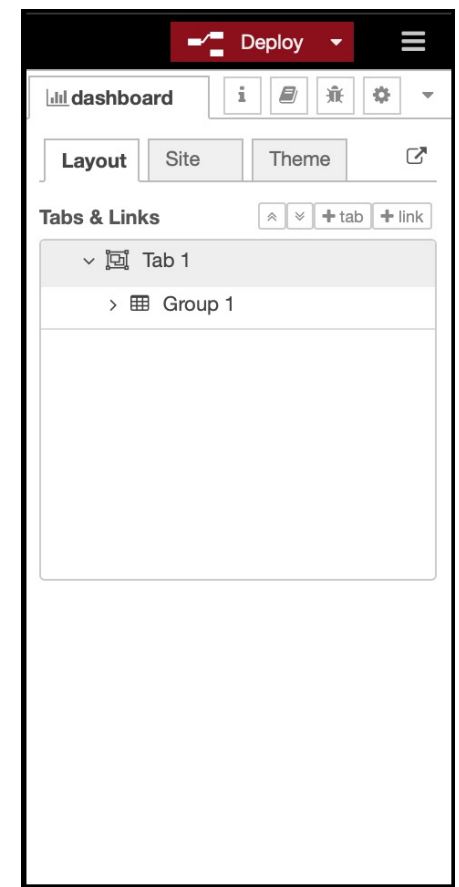 Deploy
dashboard
i
Layout
Site
Theme
Tabs & Links
+ tab
+ link
Tab 1
Group 1